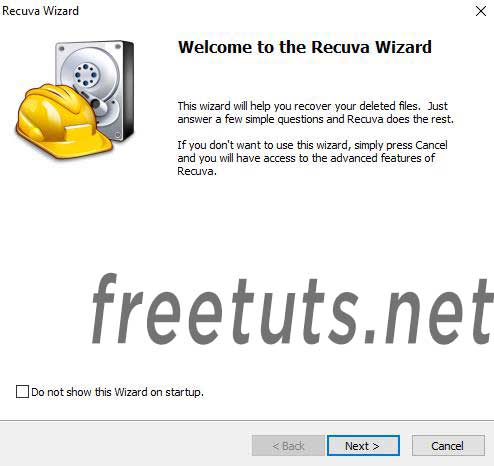 Recuva Wizard
Welcome to the Recuva Wizard
This wizard will help you recover your deleted files.  Just
answer a few simple questions and Recuva does the rest.
If you don't want to use this wizard, simply press Cancel
and you will have access to the advanced features of
Recuva.
freetuts.net
Do not show this Wizard on startup.
< Back
Next >
Cancel